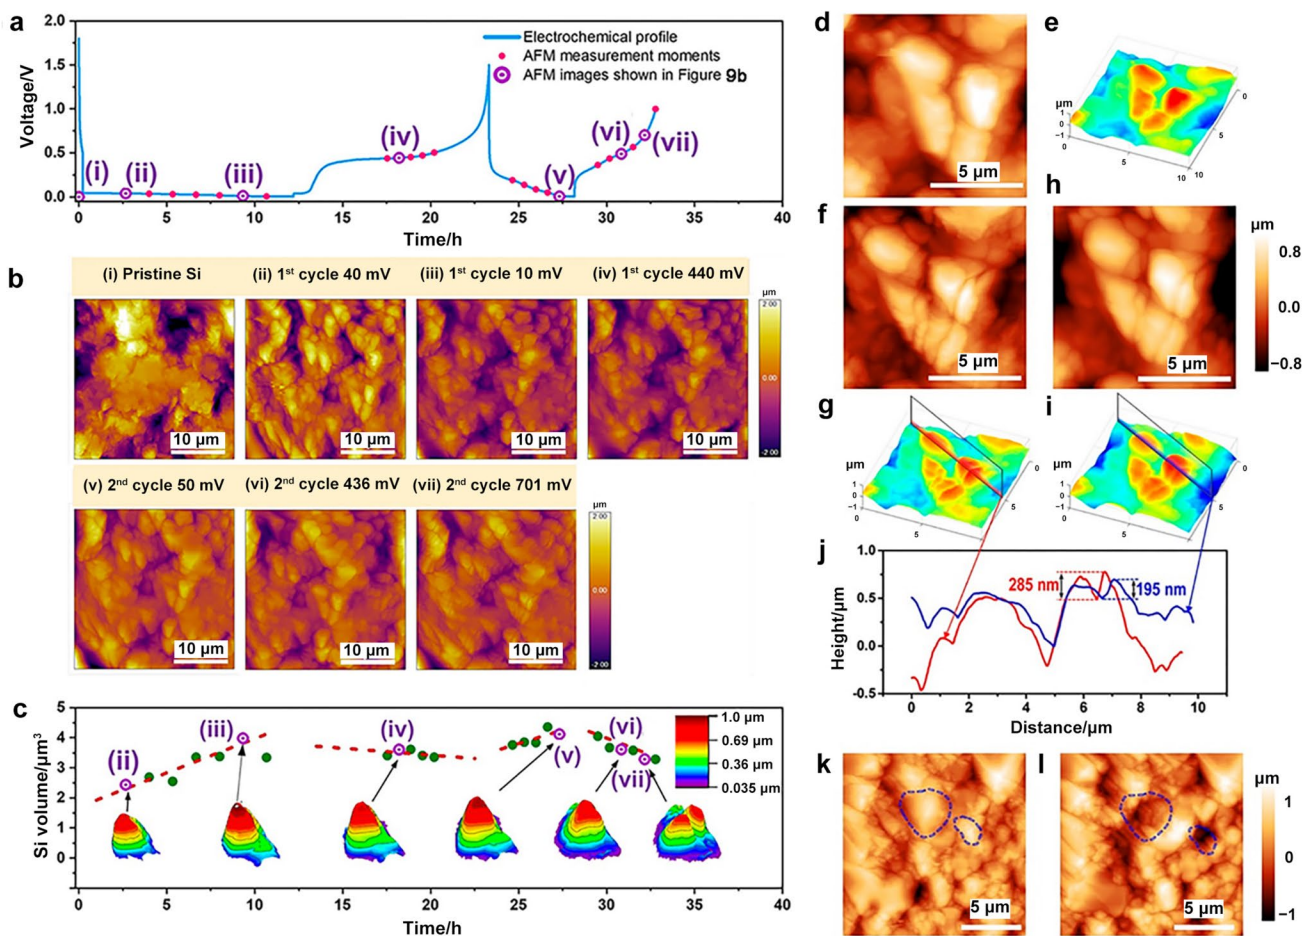 a
2.0
1.5
1.0
0.5
0.0
Voltage/V
Electrochemical profile
AFM measurement moments
AFM images shown in Figure 9b
(i)
(ii)
(iii)
(iv)
(v)
(vi)
(vii)
0 5 10 15 20 25 30 35 40
Time/h
b
(i) Pristine Si
(ii) 1st cycle 40 mV
(iii) 1st cycle 10 mV
(iv) 1st cycle 440 mV
10 µm
10 µm
10 µm
10 µm
µm
2 00
0.00
-2 00
(v) 2nd cycle 50 mV
(vi) 2nd cycle 436 mV
(vii) 2nd cycle 701 mV
10 µm
10 µm
10 µm
µm
2 00
0.00
-2 00
c
5
4
3
2
1
0
Si volume/µm³
(ii)
(iii)
(iv)
(v)
(vi)
(vii)
1.0 µm
0.69 µm
0.36 µm
0.035 µm
0 5 10 15 20 25 30 35 40
Time/h
d
5 µm
e
µm
1
0
-1
0
5
10
10
5
0
f
5 µm
h
5 µm
µm
0.8
0.0
−0.8
g
µm
1
0
-1
0
5
5
0
i
µm
1
0
-1
0
5
5
0
j
1.0
0.5
0.0
-0.5
Height/µm
285 nm
195 nm
0 2 4 6 8 10
Distance/µm
k
5 µm
l
5 µm
µm
1
0
−1